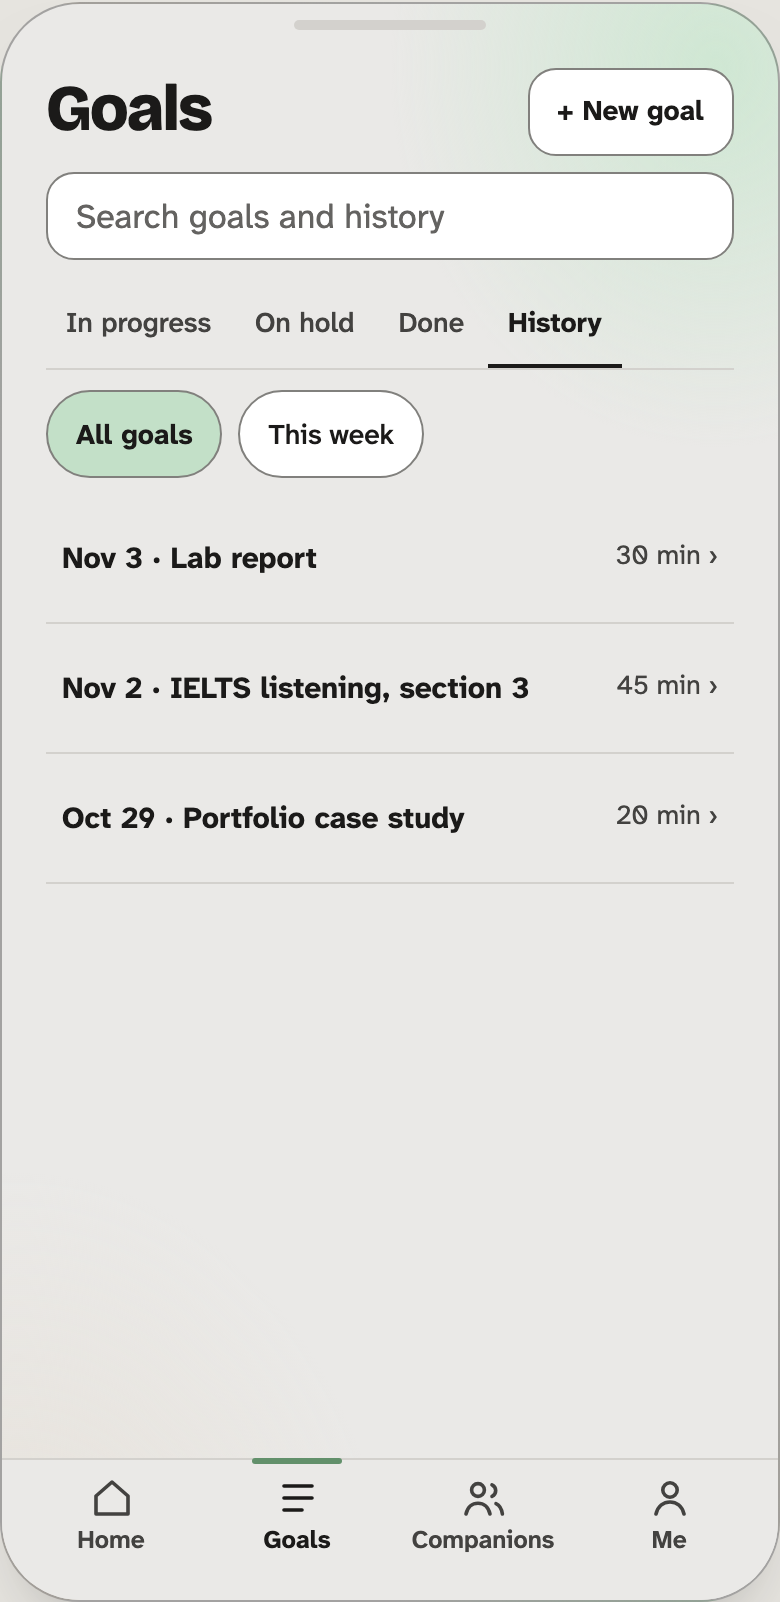 Goals
+ New goal
Search goals and history
In progress On hold Done History
All goals This week
Nov 3 · Lab report 30 min ›
Nov 2 · IELTS listening, section 3 45 min ›
Oct 29 · Portfolio case study 20 min ›
Home Goals Companions Me